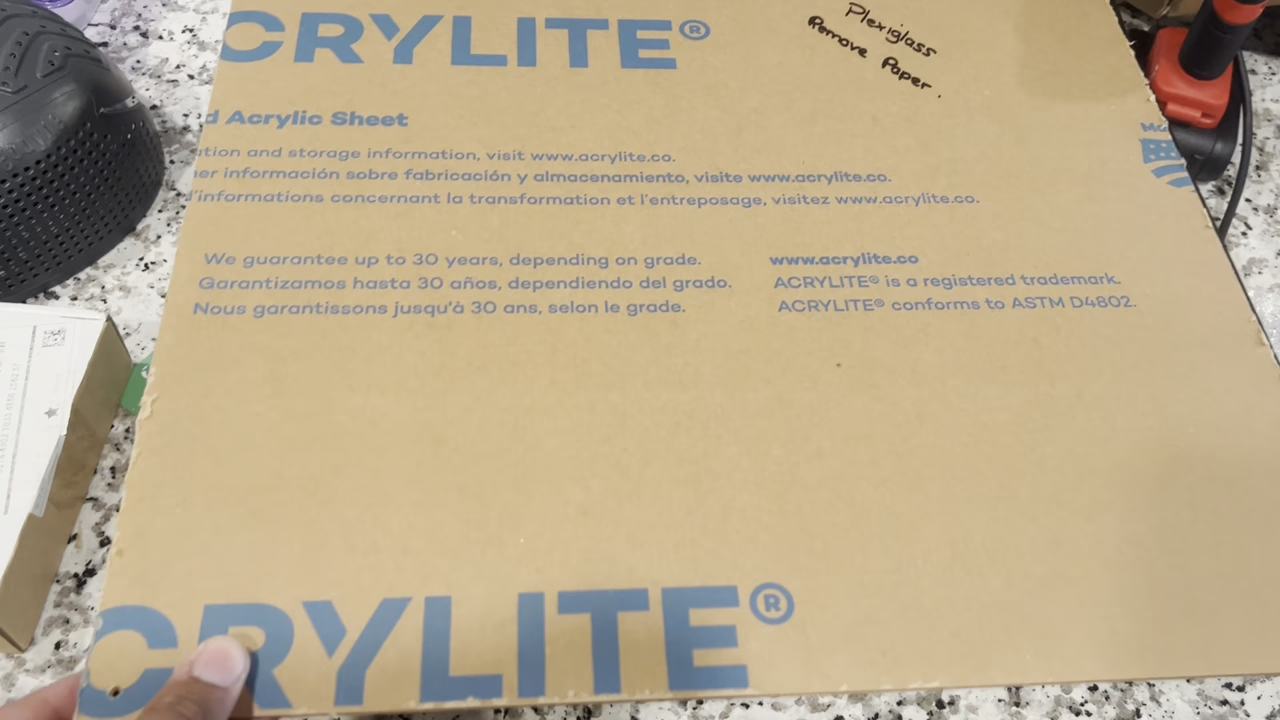 CRYLITE®
Plexiglass
Remove Paper.
d Acrylic Sheet
ation and storage information, visit www.acrylite.co.
er información sobre fabricación y almacenamiento, visite www.acrylite.co.
d'informations concernant la transformation et l'entreposage, visitez www.acrylite.co.
We guarantee up to 30 years, depending on grade.
Garantizamos hasta 30 años, dependiendo del grado.
Nous garantissons jusqu'à 30 ans, selon le grade.
www.acrylite.co
ACRYLITE® is a registered trademark.
ACRYLITE® conforms to ASTM D4802.
CRYLITE®